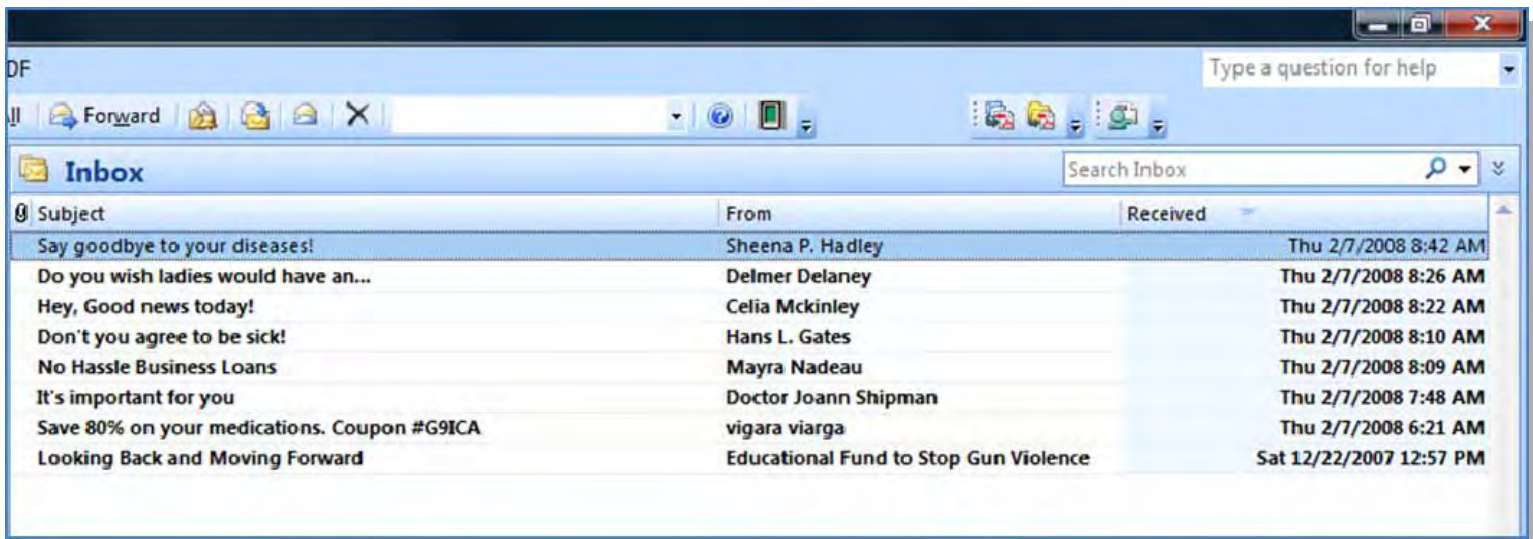 DF
Type a question for help
All Forward
Inbox
Search Inbox
Subject From Received
Say goodbye to your diseases! Sheena P. Hadley Thu 2/7/2008 8:42 AM
Do you wish ladies would have an... Delmer Delaney Thu 2/7/2008 8:26 AM
Hey, Good news today! Celia Mckinley Thu 2/7/2008 8:22 AM
Don't you agree to be sick! Hans L. Gates Thu 2/7/2008 8:10 AM
No Hassle Business Loans Mayra Nadeau Thu 2/7/2008 8:09 AM
It's important for you Doctor Joann Shipman Thu 2/7/2008 7:48 AM
Save 80% on your medications. Coupon #G9ICA vigara viarga Thu 2/7/2008 6:21 AM
Looking Back and Moving Forward Educational Fund to Stop Gun Violence Sat 12/22/2007 12:57 PM